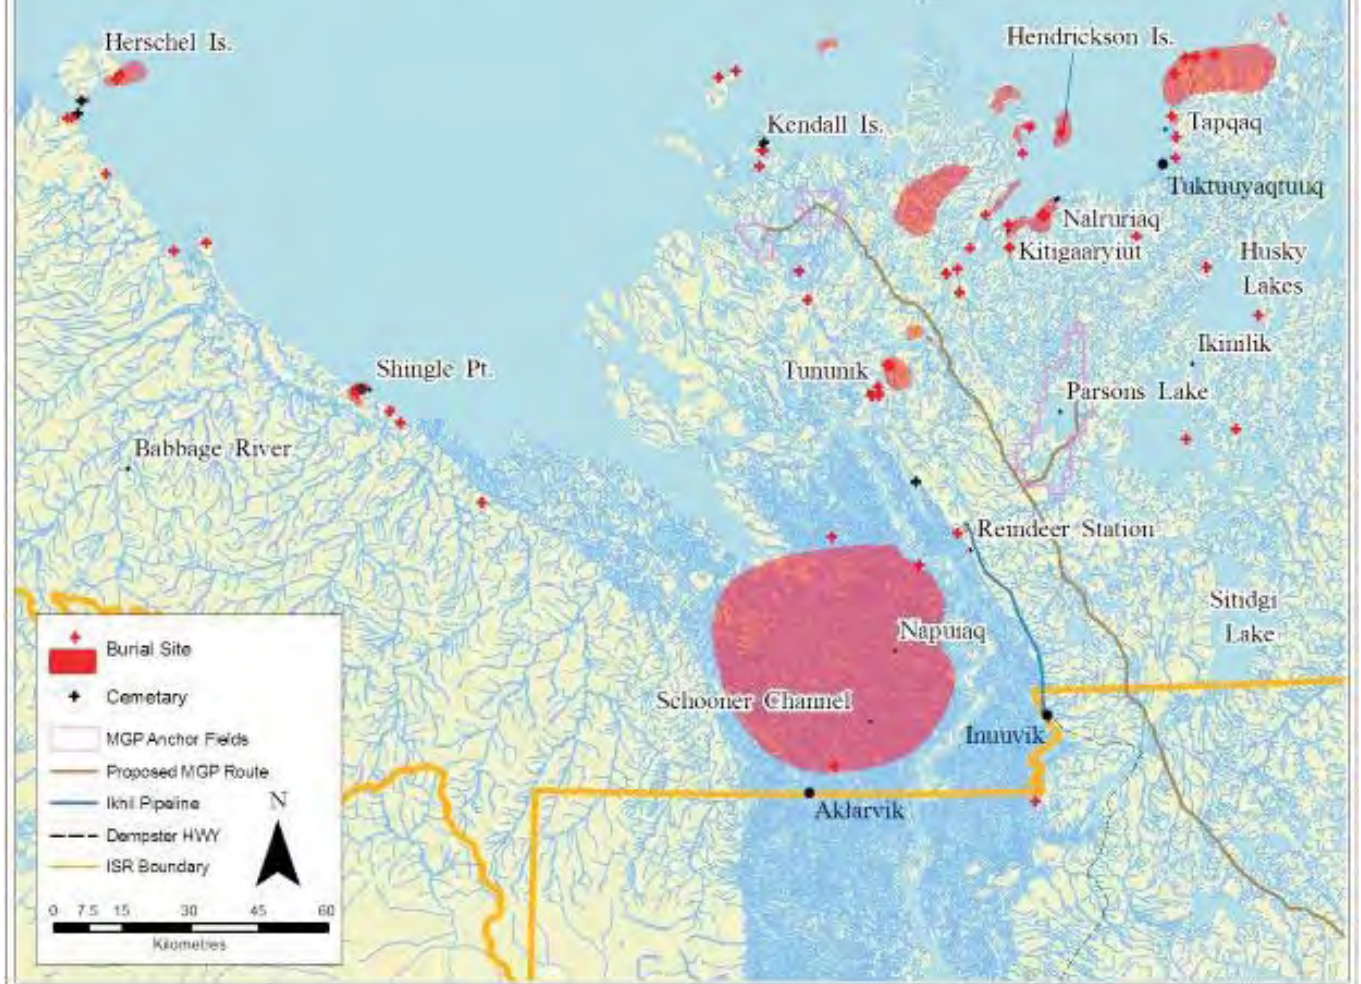 Herschel Is.
Hendrickson Is.
Kendall Is.
Tapqaq
Tuktuuyaqtuuq
Nalruriaq
Kitigaaryiut
Husky
Lakes
Ikinilik
Shingle Pt.
Tununik
Parsons Lake
Babbage River
Reindeer Station
Sitidgi
Lake
Napuiaq
Schooner Channel
Inuuvik
Akłarvik
Burial Site
Cemetary
MGP Anchor Fields
Proposed MGP Route
Ikhil Pipeline
N
Dempster HWY
ISR Boundary
0 7.5 15 30 45 60
Kilometres